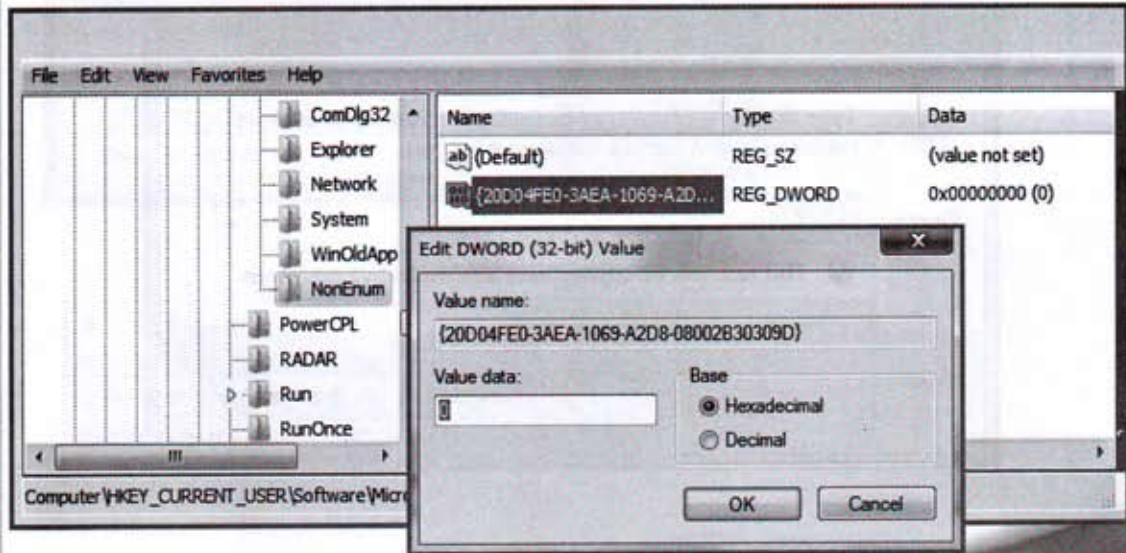 File Edit View Favorites Help
ComDlg32
Explorer
Network
System
WinOldApp
NonEnum
PowerCPL
RADAR
Run
RunOnce
Name Type Data
ab (Default) REG_SZ (value not set)
{20D04FE0-3AEA-1069-A2D... REG_DWORD 0x00000000 (0)
Edit DWORD (32-bit) Value
Value name:
{20D04FE0-3AEA-1069-A2D8-08002B30309D}
Value data:
0
Base
Hexadecimal
Decimal
OK Cancel
Computer\HKEY_CURRENT_USER\Software\Micro